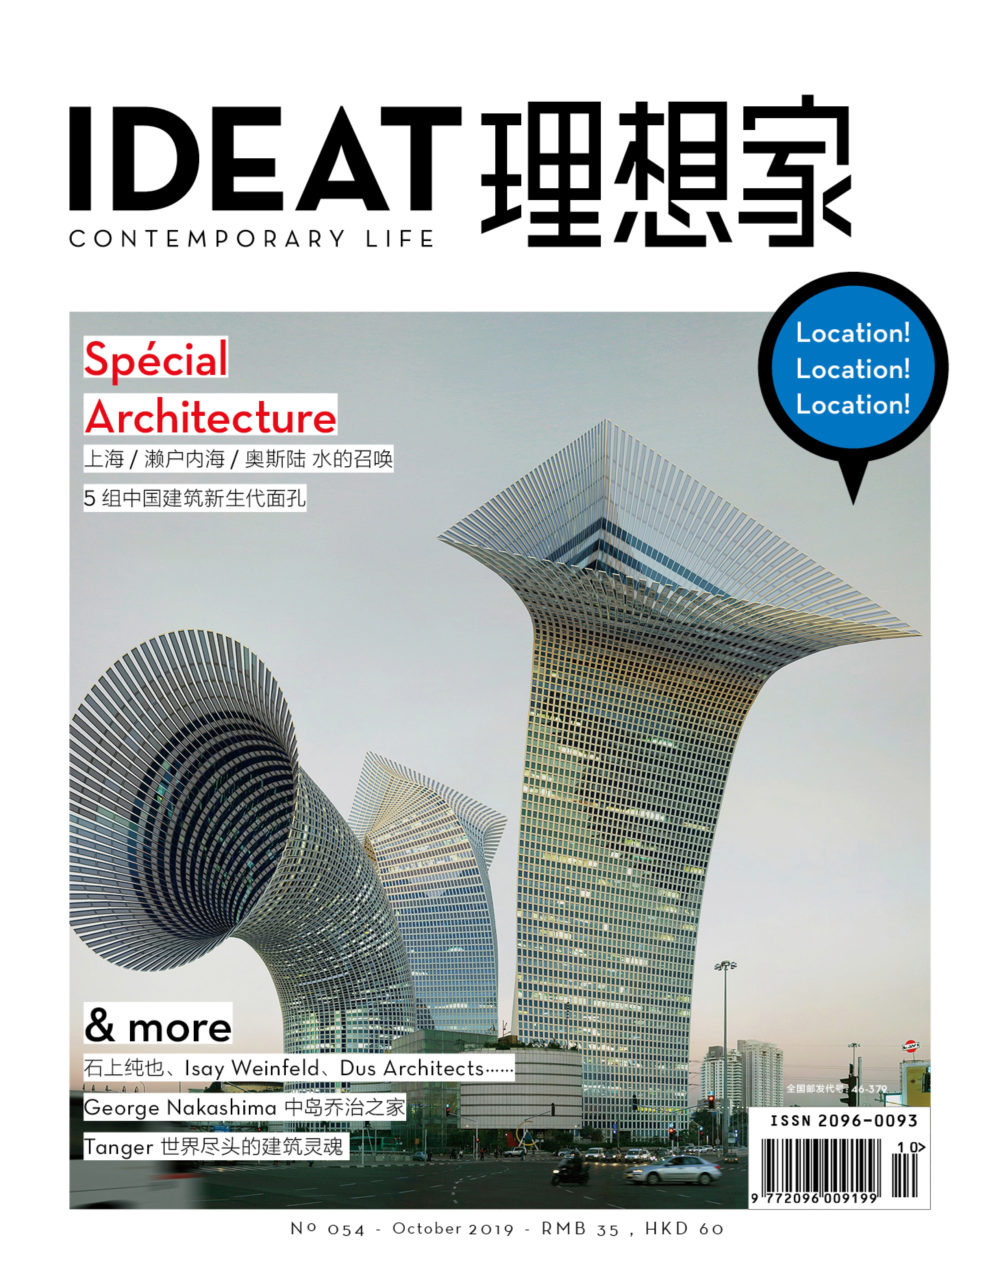 IDEAT 理想家
CONTEMPORARY LIFE
Location!
Location!
Location!
Spécial
Architecture
上海 / 濑户内海 / 奥斯陆 水的召唤
5 组中国建筑新生代面孔
& more
石上纯也、Isay Weinfeld、Dus Architects……
George Nakashima 中岛乔治之家
Tanger 世界尽头的建筑灵魂
全国邮发代号：46-379
ISSN 2096-0093
10>
9 772096 009199
Nº 054 - October 2019 - RMB 35 , HKD 60